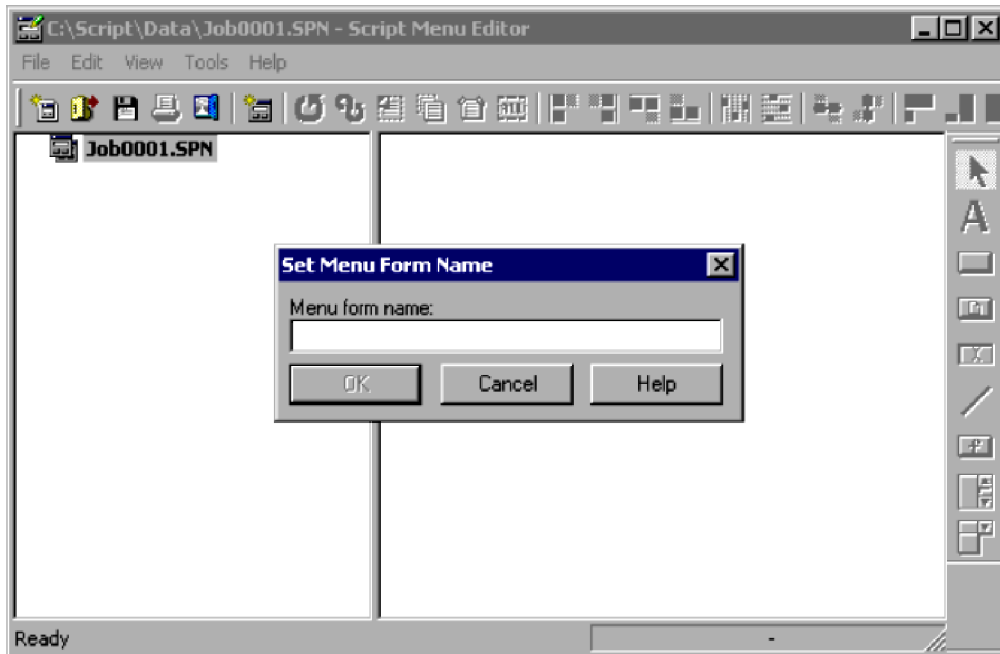 C:\Script\Data\Job0001.SPN - Script Menu Editor
File Edit View Tools Help
Job0001.SPN
Set Menu Form Name
Menu form name:
OK Cancel Help
A
Ready -